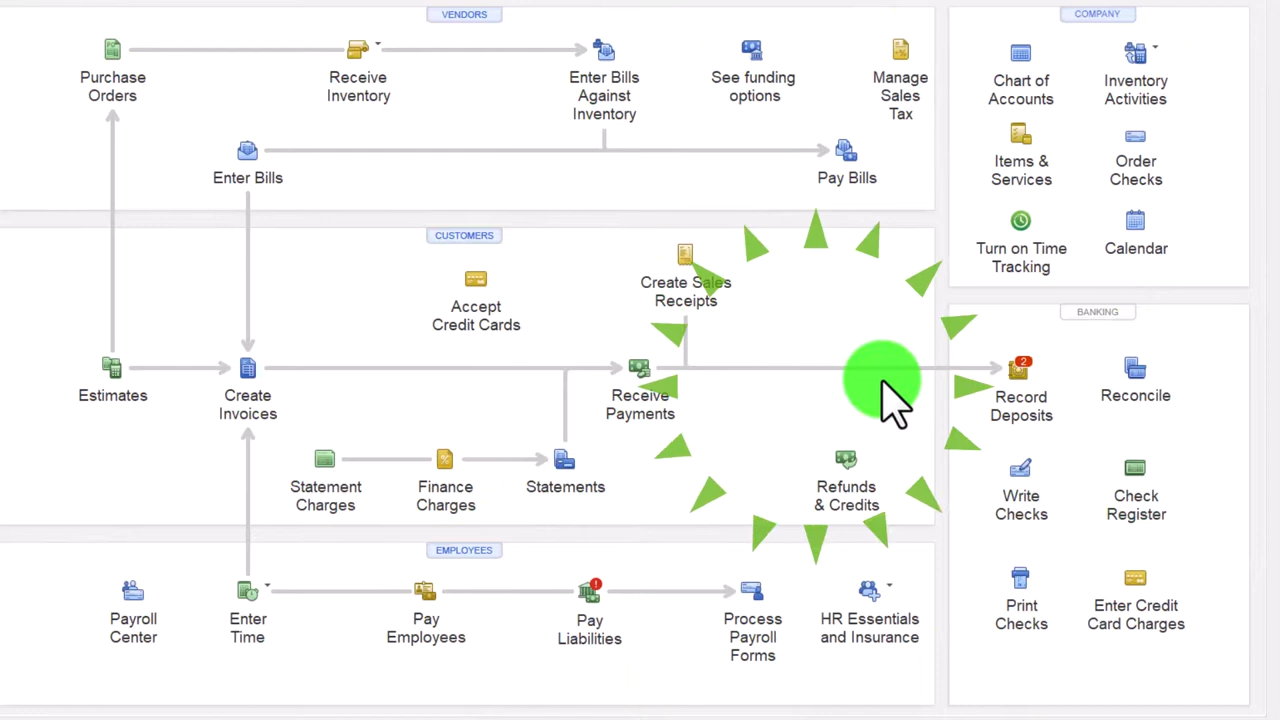 VENDORS
Purchase
Orders
Receive
Inventory
Enter Bills
Against
Inventory
See funding
options
Manage
Sales
Tax
Enter Bills
Pay Bills
CUSTOMERS
Create Sales
Receipts
Accept
Credit Cards
Estimates
Create
Invoices
Receive
Payments
Statement
Charges
Finance
Charges
Statements
Refunds
& Credits
EMPLOYEES
Payroll
Center
Enter
Time
Pay
Employees
Pay
Liabilities
Process
Payroll
Forms
HR Essentials
and Insurance
COMPANY
Chart of
Accounts
Inventory
Activities
Items &
Services
Order
Checks
Turn on Time
Tracking
Calendar
BANKING
2
Record
Deposits
Reconcile
Write
Checks
Check
Register
Print
Checks
Enter Credit
Card Charges